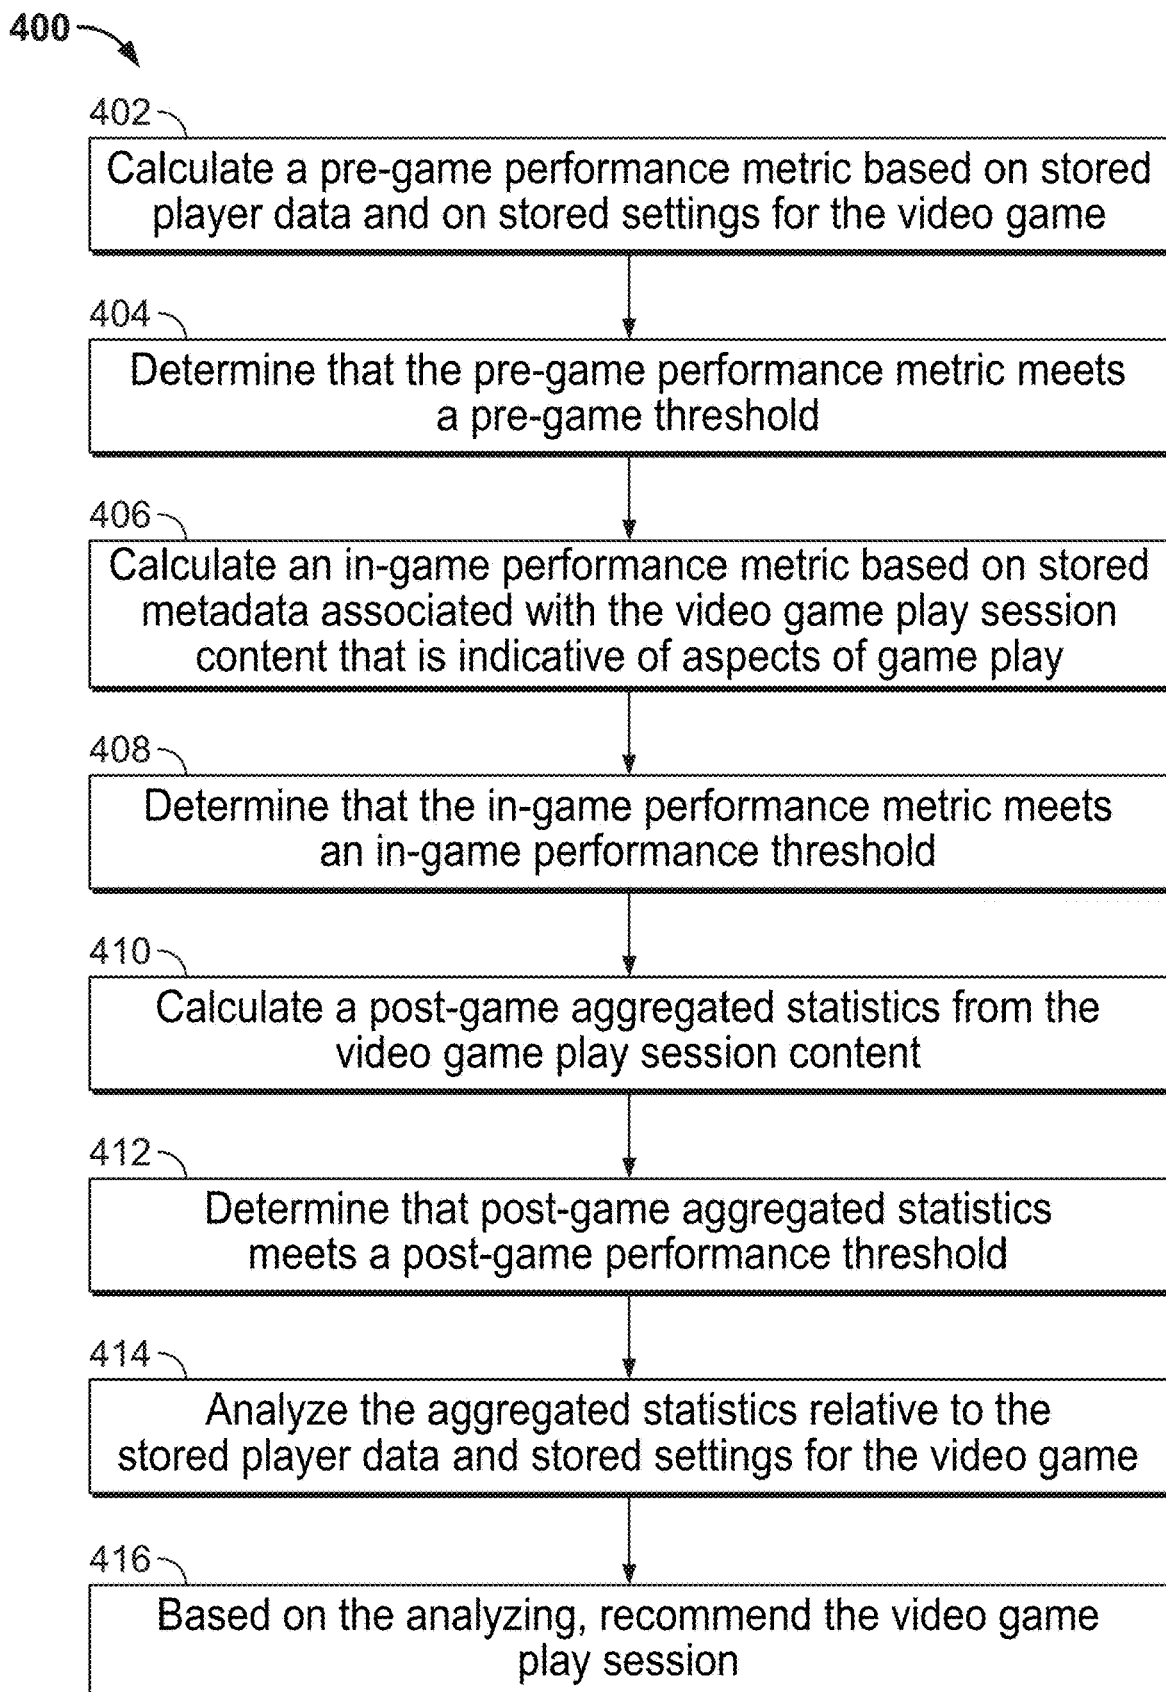 400
402
Calculate a pre-game performance metric based on stored
player data and on stored settings for the video game
404
Determine that the pre-game performance metric meets
a pre-game threshold
406
Calculate an in-game performance metric based on stored
metadata associated with the video game play session
content that is indicative of aspects of game play
408
Determine that the in-game performance metric meets
an in-game performance threshold
410
Calculate a post-game aggregated statistics from the
video game play session content
412
Determine that post-game aggregated statistics
meets a post-game performance threshold
414
Analyze the aggregated statistics relative to the
stored player data and stored settings for the video game
416
Based on the analyzing, recommend the video game
play session